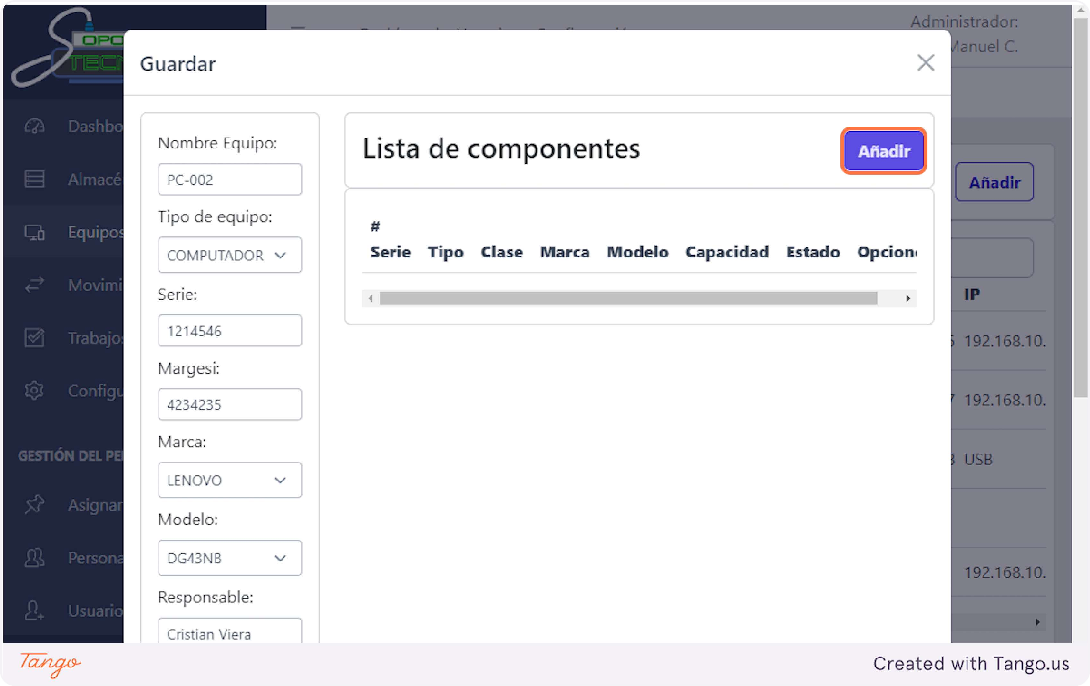 OPO
TECN
Administrador:
Manuel C.
Guardar
Dashbo
Almacé
Equipos
Movimi
Trabajos
Configu
GESTIÓN DEL PE
Asignar
Persona
Usuario
Nombre Equipo:
PC-002
Tipo de equipo:
COMPUTADOR
Serie:
1214546
Margesi:
4234235
Marca:
LENOVO
Modelo:
DG43NB
Responsable:
Cristian Viera
Lista de componentes
Añadir
#
Serie Tipo Clase Marca Modelo Capacidad Estado Opcion
Añadir
IP
192.168.10.
192.168.10.
USB
192.168.10.
Tango
Created with Tango.us